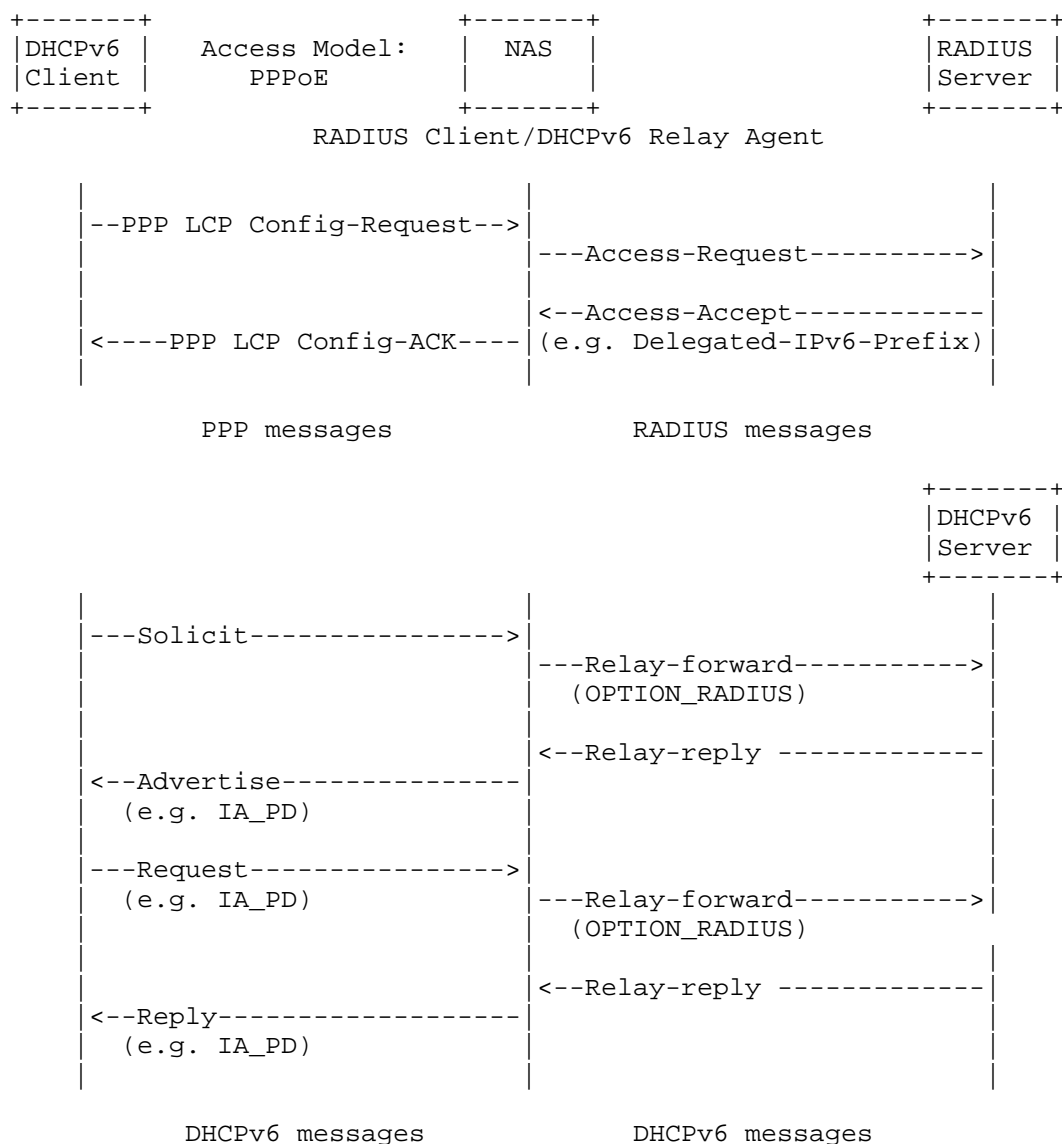 +-------+ +-------+ +-------+
|DHCPv6 | Access Model: | NAS | |RADIUS |
|Client | PPPoE | | |Server |
+-------+ +-------+ +-------+
RADIUS Client/DHCPv6 Relay Agent
| | |
|--PPP LCP Config-Request-->| |
| |---Access-Request---------->|
| | |
| |<--Access-Accept------------|
|<----PPP LCP Config-ACK----|(e.g. Delegated-IPv6-Prefix)|
| | |
PPP messages RADIUS messages
+-------+
|DHCPv6 |
|Server |
+-------+
| | |
|---Solicit---------------->| |
| |---Relay-forward----------->|
| | (OPTION_RADIUS) |
| | |
| |<--Relay-reply -------------|
|<--Advertise---------------| |
| (e.g. IA_PD) | |
| | |
|---Request---------------->| |
| (e.g. IA_PD) |---Relay-forward----------->|
| | (OPTION_RADIUS)
| | |
| |<--Relay-reply -------------|
|<--Reply-------------------| |
| (e.g. IA_PD) | |
| | |
DHCPv6 messages DHCPv6 messages